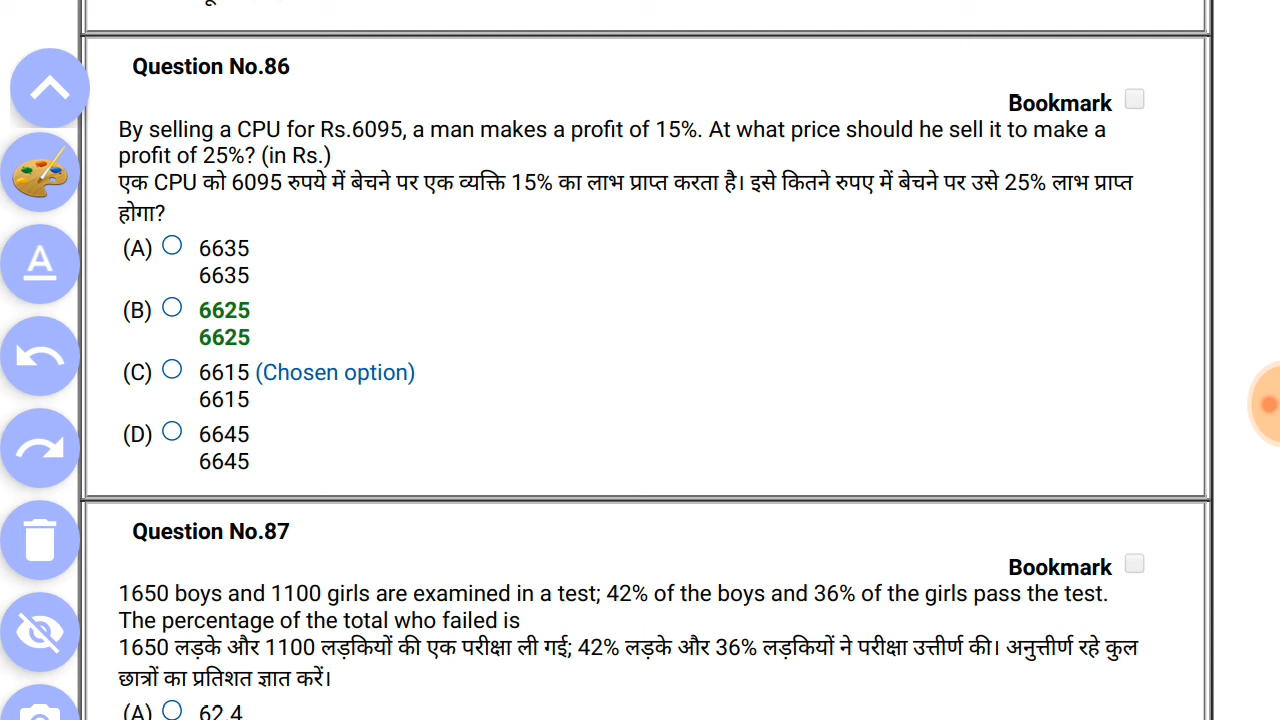 Question No.86
Bookmark
By selling a CPU for Rs.6095, a man makes a profit of 15%. At what price should he sell it to make a
profit of 25%? (in Rs.)
एक CPU को 6095 रुपये में बेचने पर एक व्यक्ति 15% का लाभ प्राप्त करता है। इसे कितने रुपए में बेचने पर उसे 25% लाभ प्राप्त
होगा?
(A) 6635
6635
(B) 6625
6625
(C) 6615 (Chosen option)
6615
(D) 6645
6645
Question No.87
Bookmark
1650 boys and 1100 girls are examined in a test; 42% of the boys and 36% of the girls pass the test.
The percentage of the total who failed is
1650 लड़के और 1100 लड़कियों की एक परीक्षा ली गई; 42% लड़के और 36% लड़कियों ने परीक्षा उत्तीर्ण की। अनुत्तीर्ण रहे कुल
छात्रों का प्रतिशत ज्ञात करें।
(A) 62.4
A